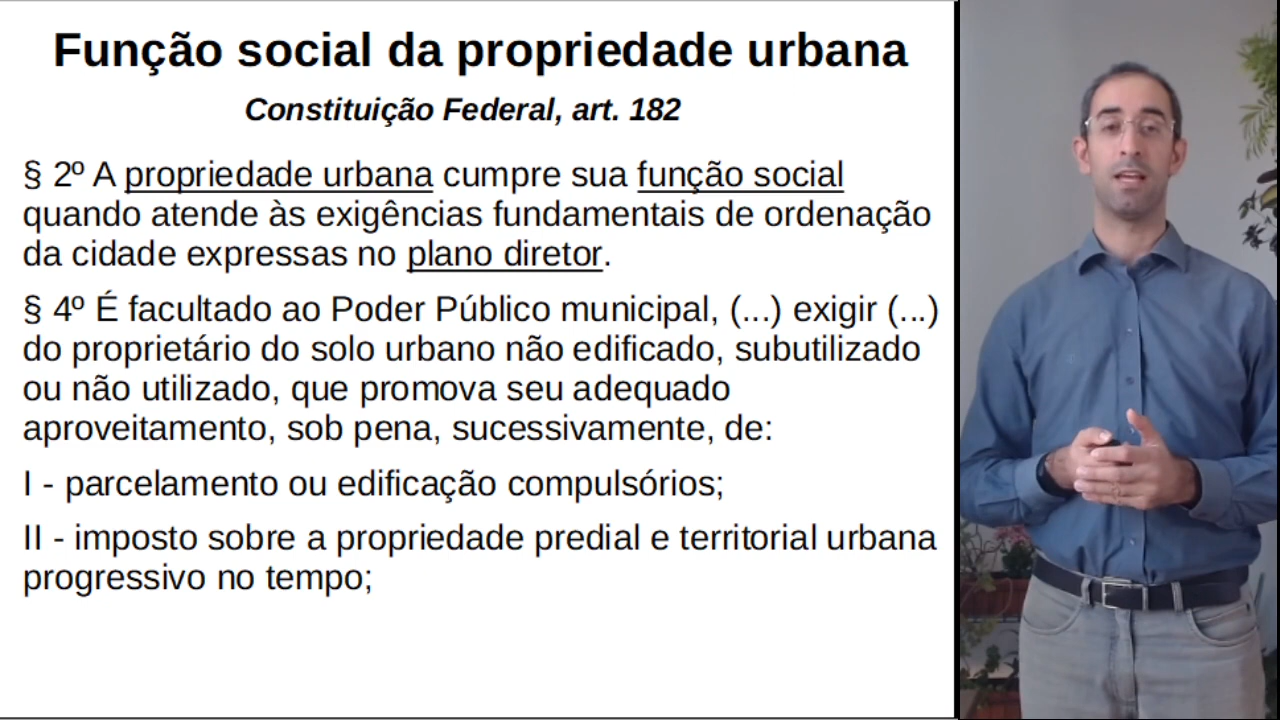 Função social da propriedade urbana
Constituição Federal, art. 182
§ 2º A propriedade urbana cumpre sua função social
quando atende às exigências fundamentais de ordenação
da cidade expressas no plano diretor.
§ 4º É facultado ao Poder Público municipal, (...) exigir (...)
do proprietário do solo urbano não edificado, subutilizado
ou não utilizado, que promova seu adequado
aproveitamento, sob pena, sucessivamente, de:
I - parcelamento ou edificação compulsórios;
II - imposto sobre a propriedade predial e territorial urbana
progressivo no tempo;